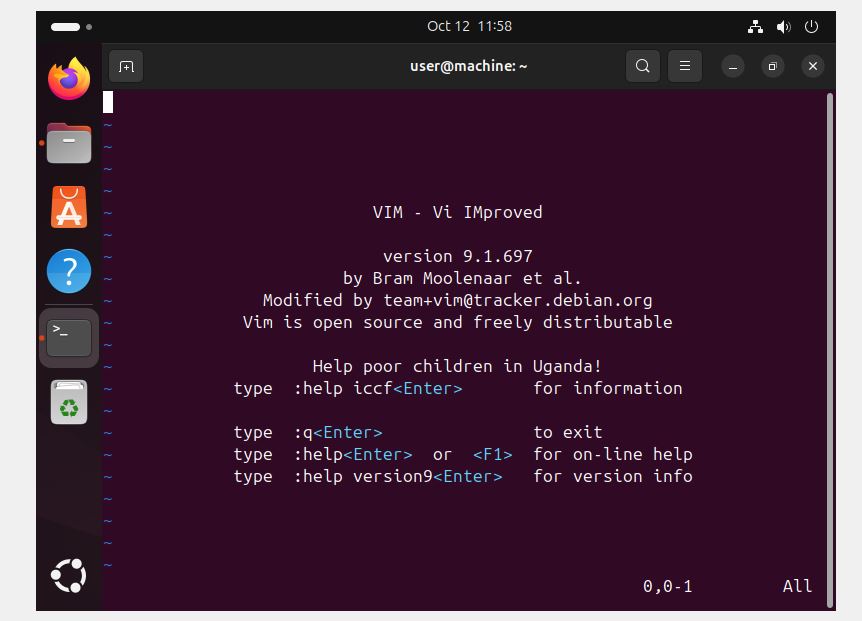 Oct 12 11:58
user@machine: ~
~
~
~
~
~ VIM - Vi IMproved
~
~ version 9.1.697
~ by Bram Moolenaar et al.
~ Modified by team+vim@tracker.debian.org
~ Vim is open source and freely distributable
~
~ Help poor children in Uganda!
~ type :help iccf<Enter> for information
~
~ type :q<Enter> to exit
~ type :help<Enter> or <F1> for on-line help
~ type :help version9<Enter> for version info
~
~
~
~
0,0-1 All